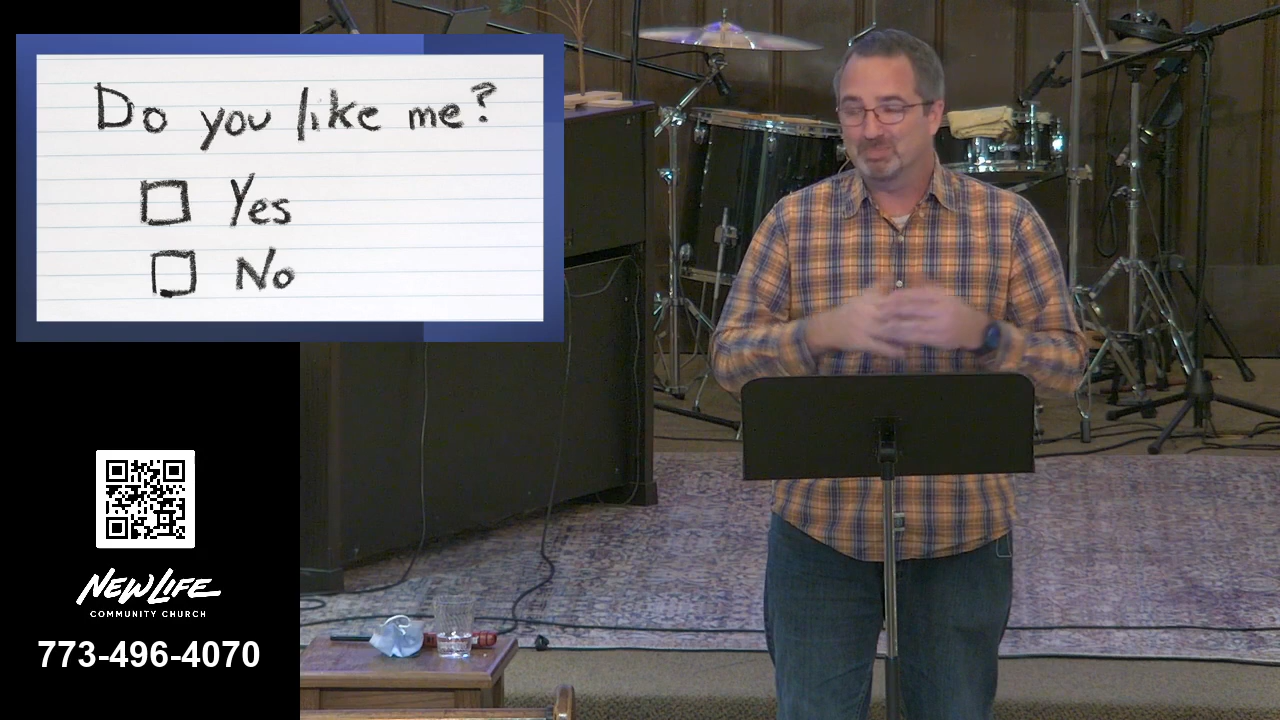 Do you like me?
Yes
No
NEWLIFE
COMMUNITY CHURCH
773-496-4070